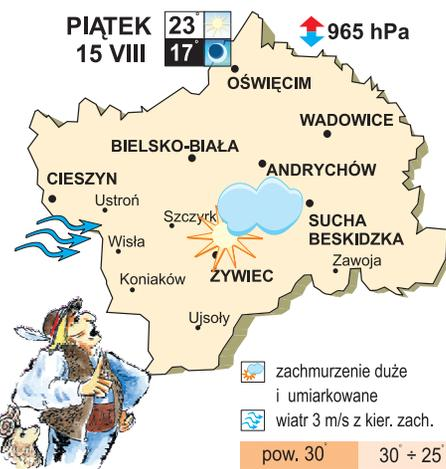 PIĄTEK
15 VIII
23°
17°
965 hPa
OŚWIĘCIM
WADOWICE
BIELSKO-BIAŁA
ANDRYCHÓW
CIESZYN
Ustroń
Szczyrk
SUCHA
BESKIDZKA
Wisła
Zawoja
ŻYWIEC
Koniaków
Ujsoły
zachmurzenie duże
i umiarkowane
wiatr 3 m/s z kier. zach.
pow. 30°
30° ÷ 25°